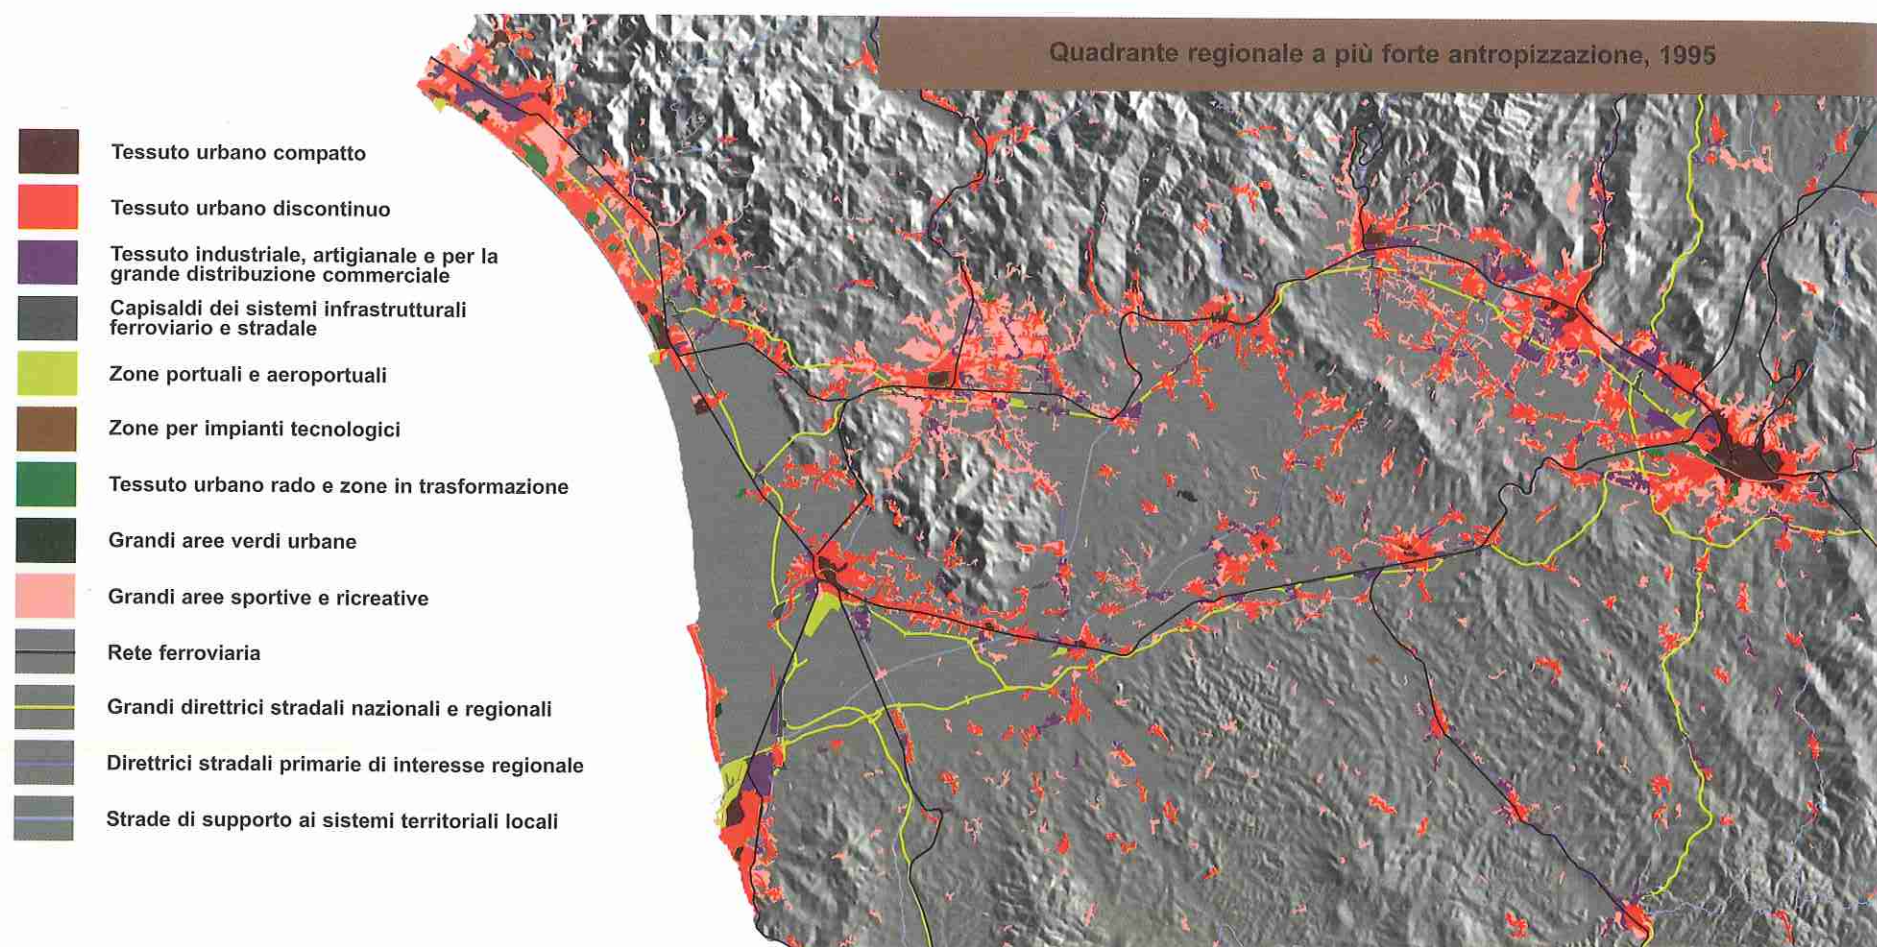 Quadrante regionale a più forte antropizzazione, 1995
Tessuto urbano compatto
Tessuto urbano discontinuo
Tessuto industriale, artigianale e per la
grande distribuzione commerciale
Capisaldi dei sistemi infrastrutturali
ferroviario e stradale
Zone portuali e aeroportuali
Zone per impianti tecnologici
Tessuto urbano rado e zone in trasformazione
Grandi aree verdi urbane
Grandi aree sportive e ricreative
Rete ferroviaria
Grandi direttrici stradali nazionali e regionali
Direttrici stradali primarie di interesse regionale
Strade di supporto ai sistemi territoriali locali